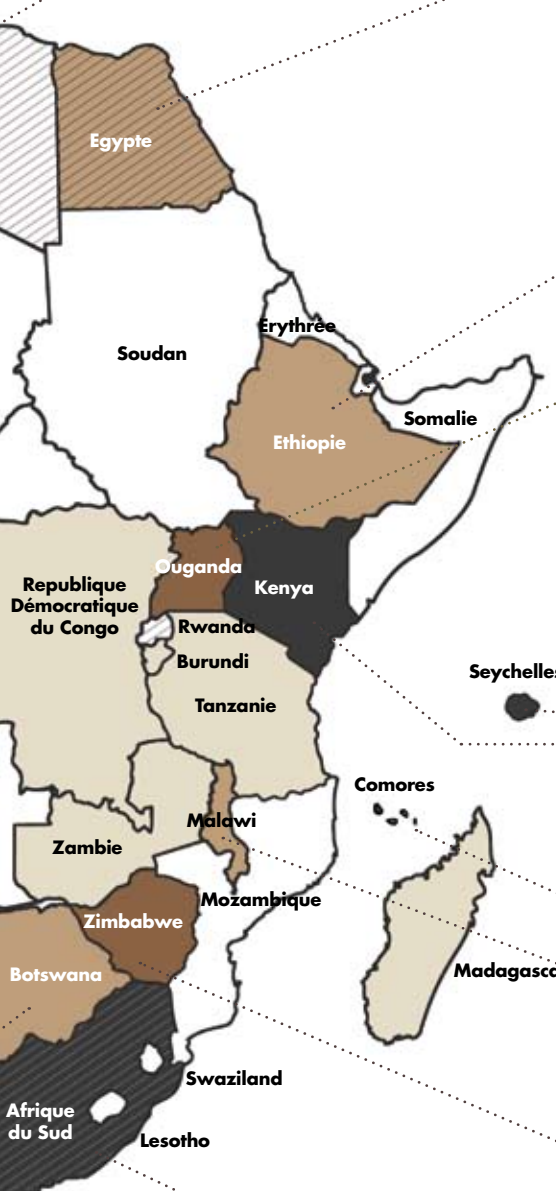 Egypte
Erythrée
Soudan
Somalie
Ethiopie
Ouganda
Kenya
Republique
Démocratique
du Congo
Rwanda
Burundi
Seychelles
Tanzanie
Comores
Malawi
Zambie
Mozambique
Zimbabwe
Botswana
Madagasca
Swaziland
Afrique
du Sud
Lesotho